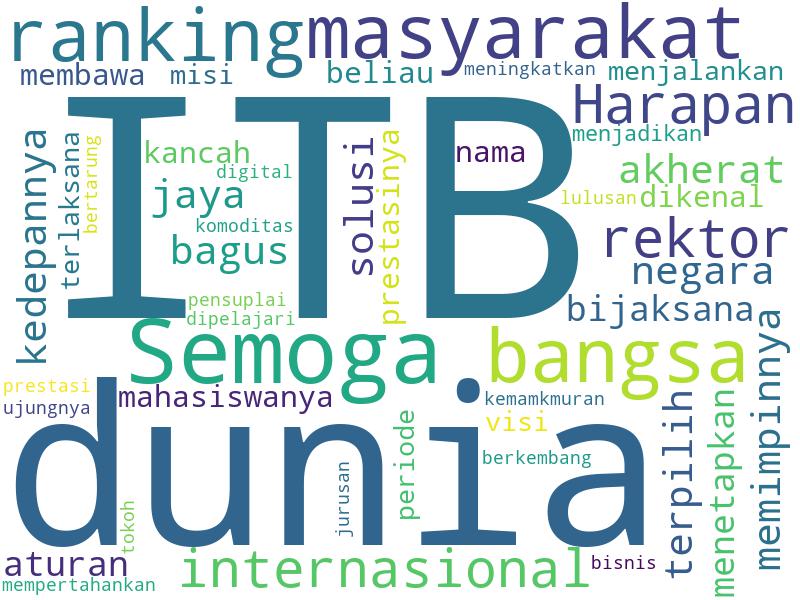 ranking
masyarakat
membawa
misi
beliau
meningkatkan
menjalankan
ITB
Harapan
menjadikan
kedepannya
terlaksana
bertarung
kancah
digital
jaya
komoditas
bagus
solusi
prestasinya
nama
akherat
lulusan
dikenal
rektor
negara
bijaksana
pensuplai
dipelajari
Semoga
bangsa
prestasi
ujungnya
mahasiswanya
kemamkmuran
visi
berkembang
dunia
periode
jurusan
tokoh
terpilih
menetapkan
memimpinnya
aturan
mempertahankan
internasional
bisnis